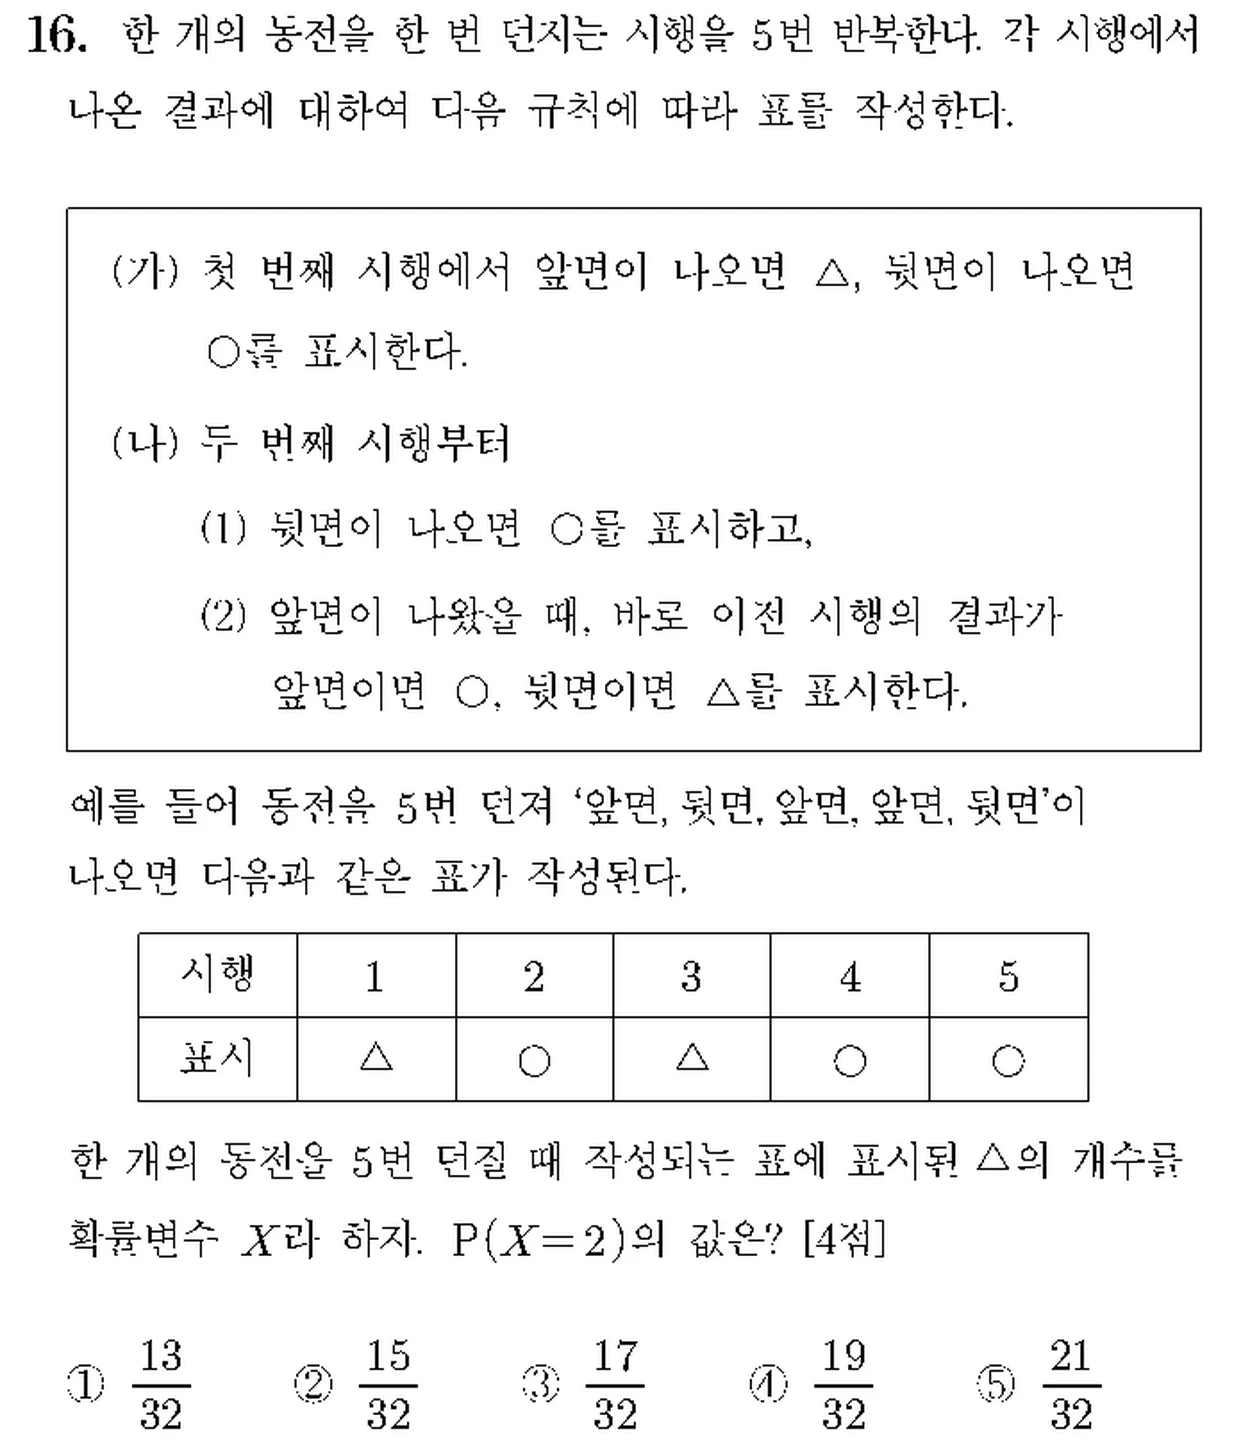 16. 한 개의 동전을 한 번 던지는 시행을 5번 반복한다. 각 시행에서
나온 결과에 대하여 다음 규칙에 따라 표를 작성한다.
(가) 첫 번째 시행에서 앞면이 나오면 △, 뒷면이 나오면
○를 표시한다.
(나) 두 번째 시행부터
(1) 뒷면이 나오면 ○를 표시하고,
(2) 앞면이 나왔을 때, 바로 이전 시행의 결과가
앞면이면 ○, 뒷면이면 △를 표시한다.
예를 들어 동전을 5번 던져 ‘앞면, 뒷면, 앞면, 앞면, 뒷면’이
나오면 다음과 같은 표가 작성된다.
시행 1 2 3 4 5
표시 △ ○ △ ○ ○
한 개의 동전을 5번 던질 때 작성되는 표에 표시된 △의 개수를
확률변수 X라 하자. P(X=2)의 값은? [4점]
① 13/32 ② 15/32 ③ 17/32 ④ 19/32 ⑤ 21/32